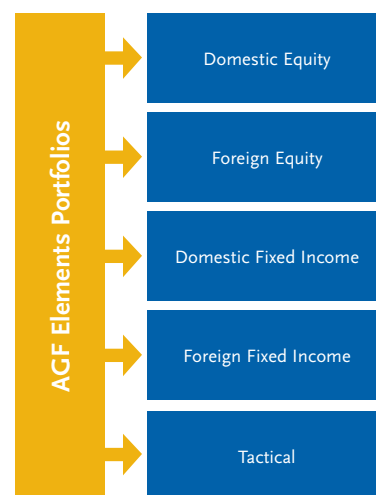 AGF Elements Portfolios
Domestic Equity
Foreign Equity
Domestic Fixed Income
Foreign Fixed Income
Tactical